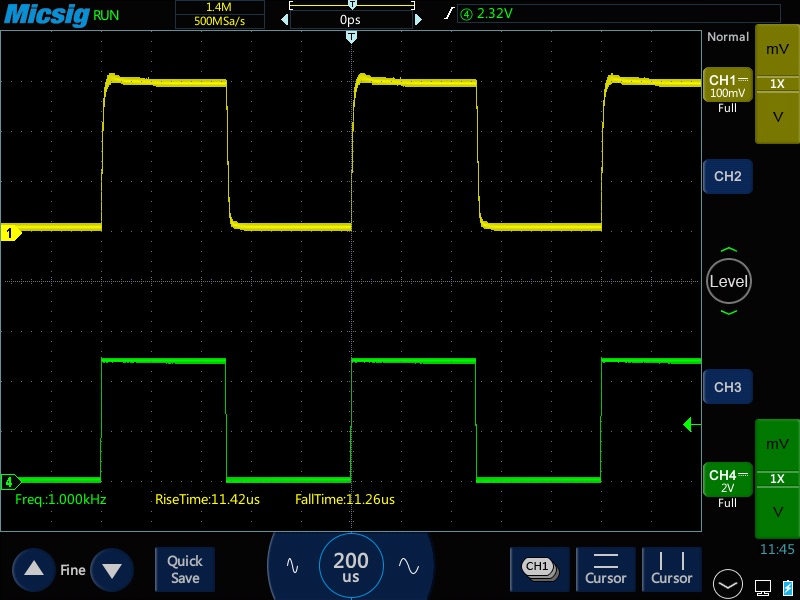 Micsig RUN
1.4M
500MSa/s
T
0ps
④ 2.32V
T
Normal
mV
CH1
100mV
1X
Full
V
CH2
1
Level
CH3
mV
CH4
2V
1X
4
Full
V
Freq.:1.000kHz RiseTime:11.42us FallTime:11.26us
11:45
Fine
Quick
Save
200
us
CH1
Cursor
Cursor